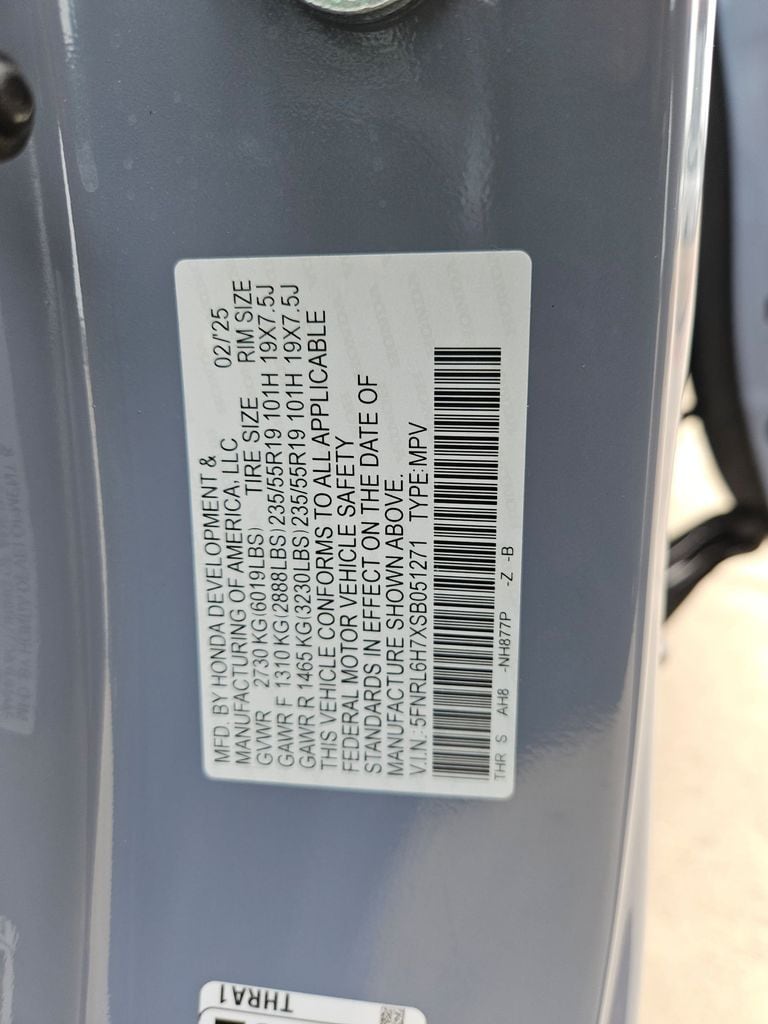 MFD. BY HONDA DEVELOPMENT &
MANUFACTURING OF AMERICA, LLC 02/'25
GVWR 2730 KG(6019LBS) TIRE SIZE RIM SIZE
GAWR F 1310 KG(2888LBS)235/55R19 101H 19X7.5J
GAWR R 1465 KG(3230LBS)235/55R19 101H 19X7.5J
THIS VEHICLE CONFORMS TO ALL APPLICABLE
FEDERAL MOTOR VEHICLE SAFETY
STANDARDS IN EFFECT ON THE DATE OF
MANUFACTURE SHOWN ABOVE.
V.I.N.:5FNRL6H7XSB051271 TYPE:MPV
THR S AH8 -NH877P -Z -B
THRA1